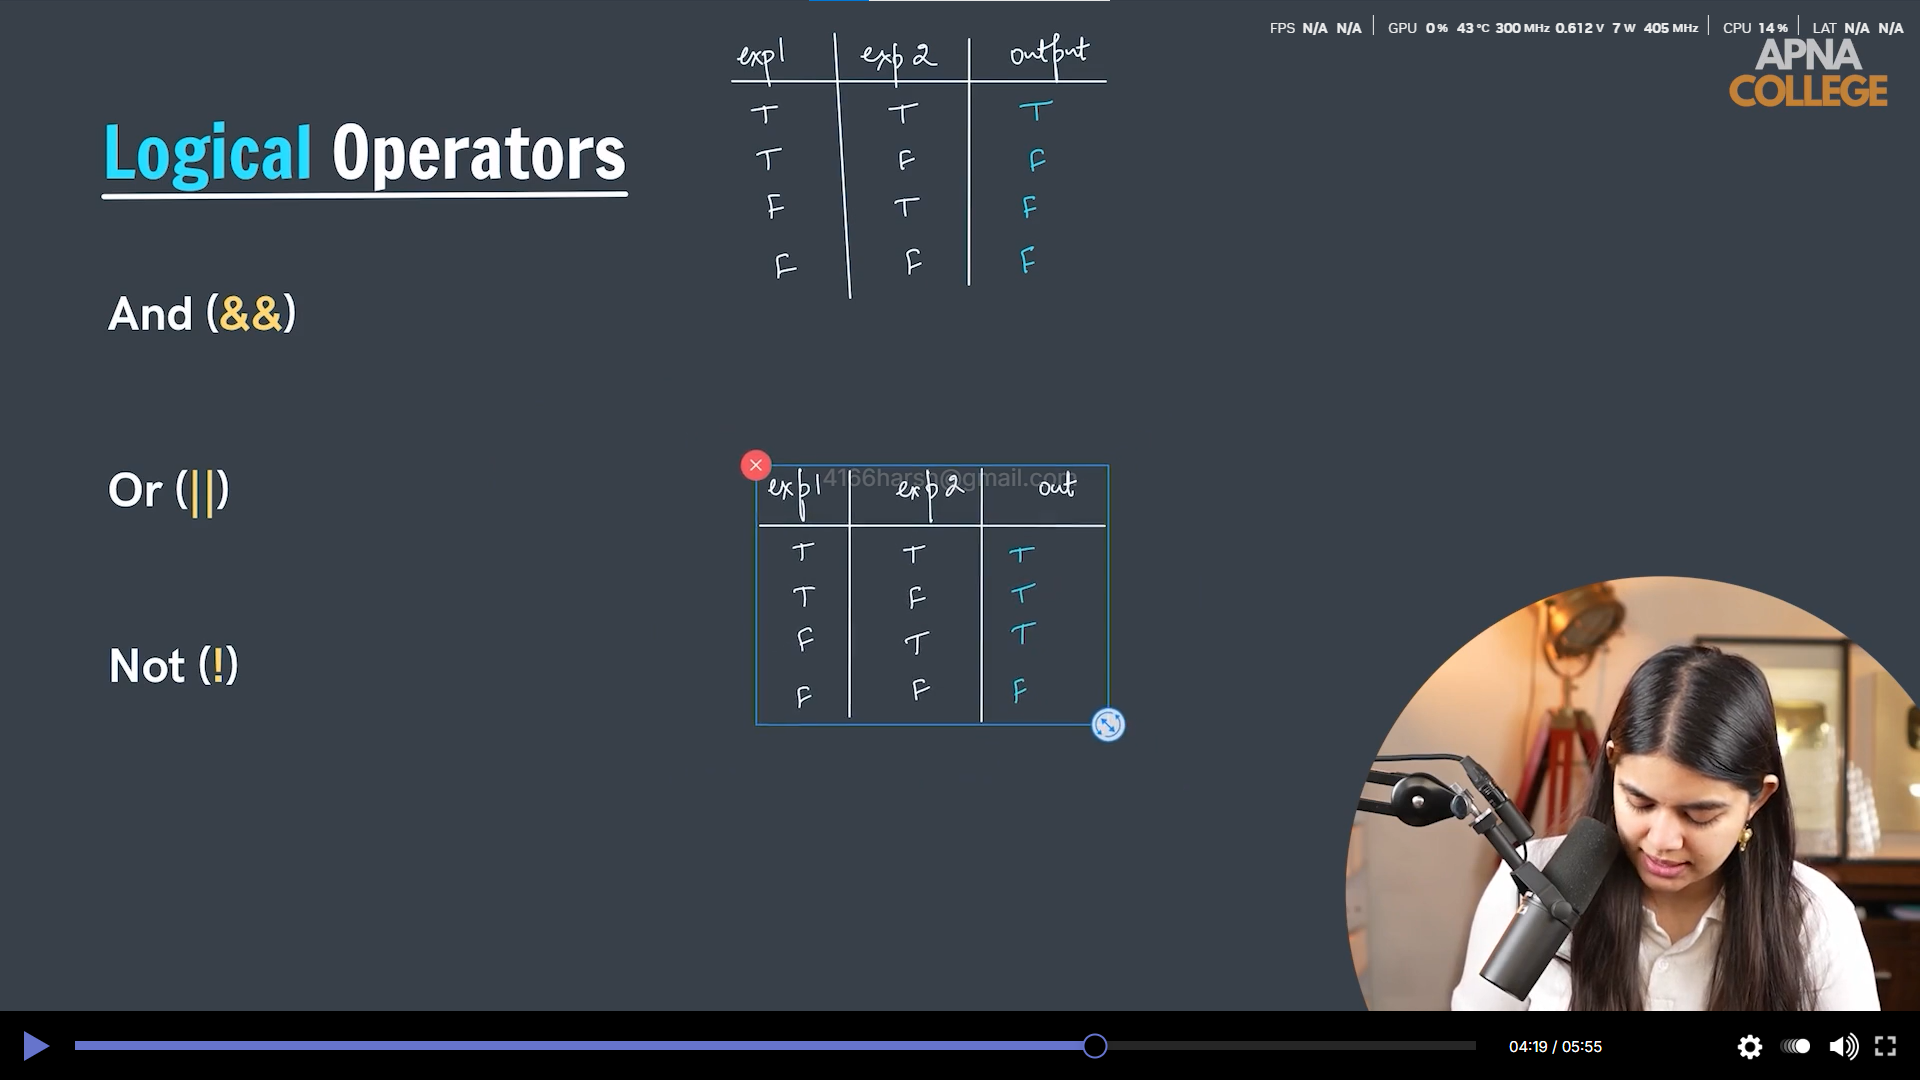 FPS N/A N/A GPU 0 % 43 °C 300 MHz 0.612 V 7 W 405 MHz CPU 14 % LAT N/A N/A
APNA
COLLEGE
Logical Operators
exp1 exp2 output
T T T
T F F
F T F
F F F
And (&&)
Or (||)
Not (!)
4166harsh@gmail.com
exp1 exp2 out
T T T
T F T
F T T
F F F
04:19 / 05:55